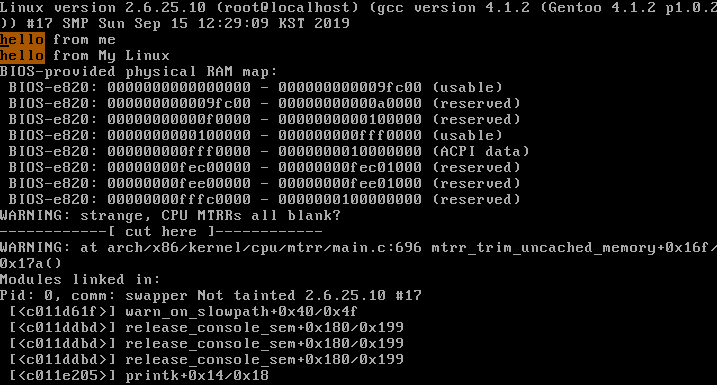 Linux version 2.6.25.10 (root@localhost) (gcc version 4.1.2 (Gentoo 4.1.2 p1.0.2
)) #17 SMP Sun Sep 15 12:29:09 KST 2019
hello from me
hello from My Linux
BIOS-provided physical RAM map:
 BIOS-e820: 0000000000000000 - 000000000009fc00 (usable)
 BIOS-e820: 000000000009fc00 - 00000000000a0000 (reserved)
 BIOS-e820: 00000000000f0000 - 0000000000100000 (reserved)
 BIOS-e820: 0000000000100000 - 000000000fff0000 (usable)
 BIOS-e820: 000000000fff0000 - 0000000010000000 (ACPI data)
 BIOS-e820: 00000000fec00000 - 00000000fec01000 (reserved)
 BIOS-e820: 00000000fee00000 - 00000000fee01000 (reserved)
 BIOS-e820: 00000000fffc0000 - 0000000100000000 (reserved)
WARNING: strange, CPU MTRRs all blank?
------------[ cut here ]------------
WARNING: at arch/x86/kernel/cpu/mtrr/main.c:696 mtrr_trim_uncached_memory+0x16f/
0x17a()
Modules linked in:
Pid: 0, comm: swapper Not tainted 2.6.25.10 #17
 [<c011d61f>] warn_on_slowpath+0x40/0x4f
 [<c011ddbd>] release_console_sem+0x180/0x199
 [<c011ddbd>] release_console_sem+0x180/0x199
 [<c011ddbd>] release_console_sem+0x180/0x199
 [<c011e205>] printk+0x14/0x18